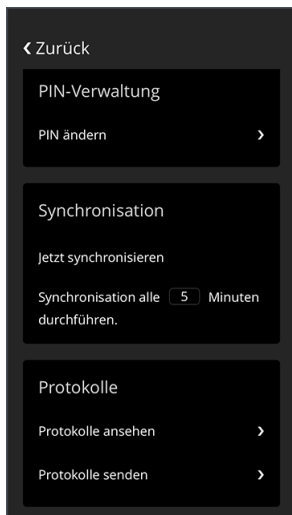 Zurück
PIN-Verwaltung
PIN ändern
Synchronisation
Jetzt synchronisieren
Synchronisation alle 5 Minuten
durchführen.
Protokolle
Protokolle ansehen
Protokolle senden